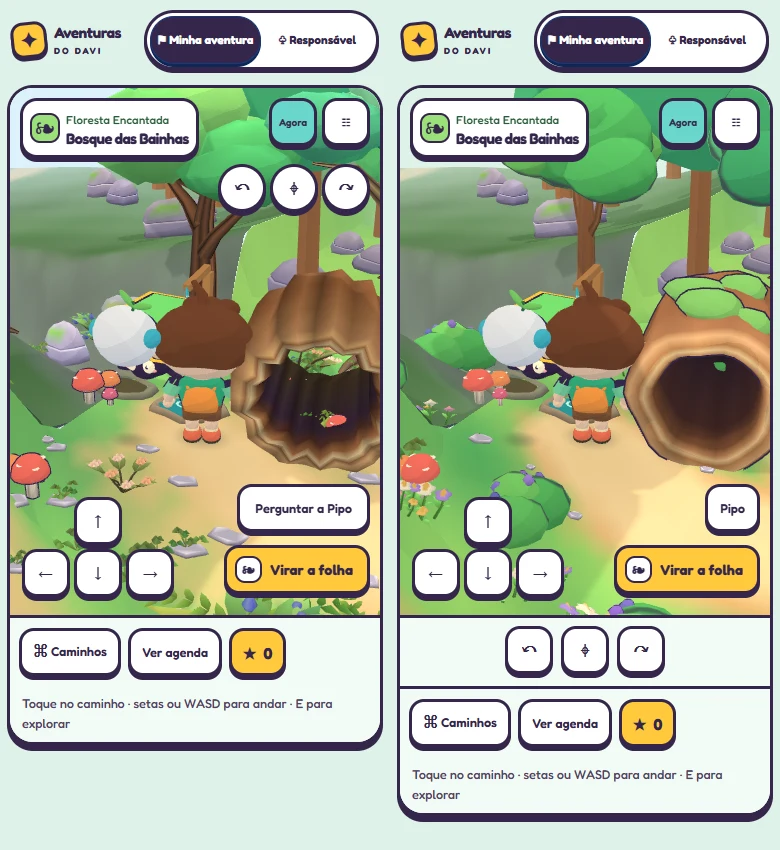 Aventuras
DO DAVI
Minha aventura
Responsável
Floresta Encantada
Bosque das Bainhas
Agora
Perguntar a Pipo
Virar a folha
Caminhos
Ver agenda
★ 0
Toque no caminho · setas ou WASD para andar · E para
explorar
Aventuras
DO DAVI
Minha aventura
Responsável
Floresta Encantada
Bosque das Bainhas
Agora
Pipo
Virar a folha
Caminhos
Ver agenda
★ 0
Toque no caminho · setas ou WASD para andar · E para
explorar